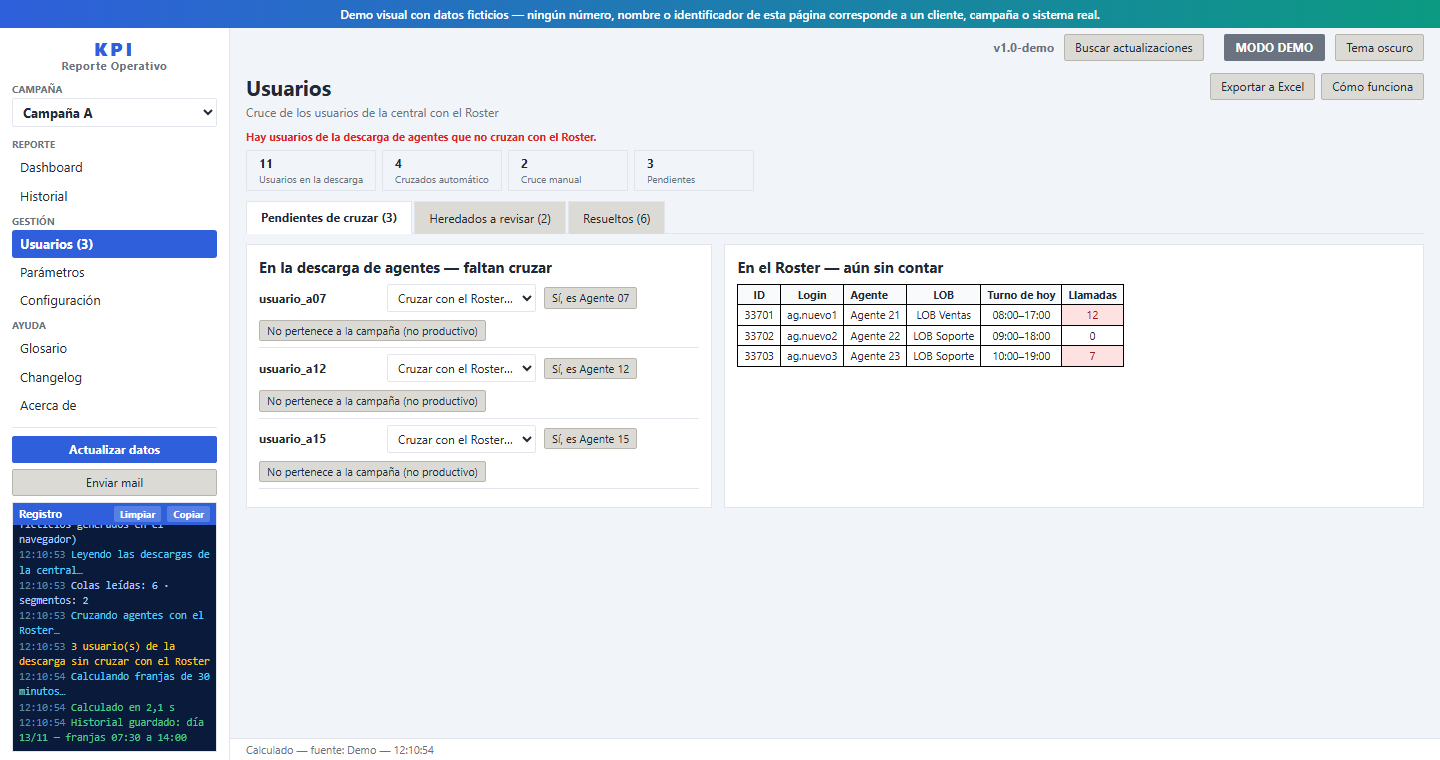 Demo visual con datos ficticios — ningún número, nombre o identificador de esta página corresponde a un cliente, campaña o sistema real.
KPI
Reporte Operativo
CAMPAÑA
Campaña A
REPORTE
Dashboard
Historial
GESTIÓN
Usuarios (3)
Parámetros
Configuración
AYUDA
Glosario
Changelog
Acerca de
Actualizar datos
Enviar mail
Registro Limpiar Copiar
ficticios generados en el
navegador)
12:10:53 Leyendo las descargas de
la central…
12:10:53 Colas leídas: 6 ·
segmentos: 2
12:10:53 Cruzando agentes con el
Roster…
12:10:53 3 usuario(s) de la
descarga sin cruzar con el Roster
12:10:54 Calculando franjas de 30
minutos…
12:10:54 Calculado en 2,1 s
12:10:54 Historial guardado: día
13/11 — franjas 07:30 a 14:00
v1.0-demo Buscar actualizaciones MODO DEMO Tema oscuro
Usuarios
Exportar a Excel Cómo funciona
Cruce de los usuarios de la central con el Roster
Hay usuarios de la descarga de agentes que no cruzan con el Roster.
11 4 2 3
Usuarios en la descarga Cruzados automático Cruce manual Pendientes
Pendientes de cruzar (3) Heredados a revisar (2) Resueltos (6)
En la descarga de agentes — faltan cruzar
usuario_a07 Cruzar con el Roster... Sí, es Agente 07
No pertenece a la campaña (no productivo)
usuario_a12 Cruzar con el Roster... Sí, es Agente 12
No pertenece a la campaña (no productivo)
usuario_a15 Cruzar con el Roster... Sí, es Agente 15
No pertenece a la campaña (no productivo)
En el Roster — aún sin contar
ID Login Agente LOB Turno de hoy Llamadas
33701 ag.nuevo1 Agente 21 LOB Ventas 08:00–17:00 12
33702 ag.nuevo2 Agente 22 LOB Soporte 09:00–18:00 0
33703 ag.nuevo3 Agente 23 LOB Soporte 10:00–19:00 7
Calculado — fuente: Demo — 12:10:54